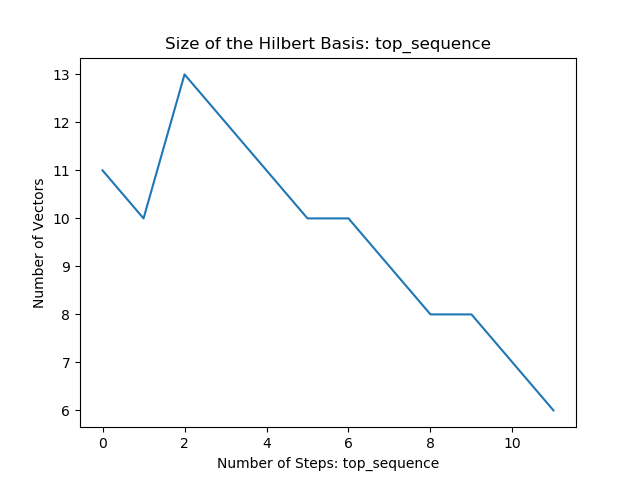 Size of the Hilbert Basis: top_sequence
13
12
11
10
9
8
7
6
Number of Vectors
0 2 4 6 8 10
Number of Steps: top_sequence